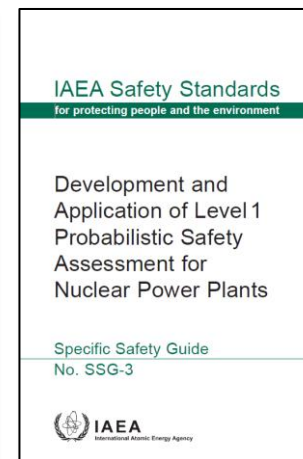 IAEA Safety Standards
for protecting people and the environment
Development and
Application of Level 1
Probabilistic Safety
Assessment for
Nuclear Power Plants
Specific Safety Guide
No. SSG-3
IAEA
International Atomic Energy Agency